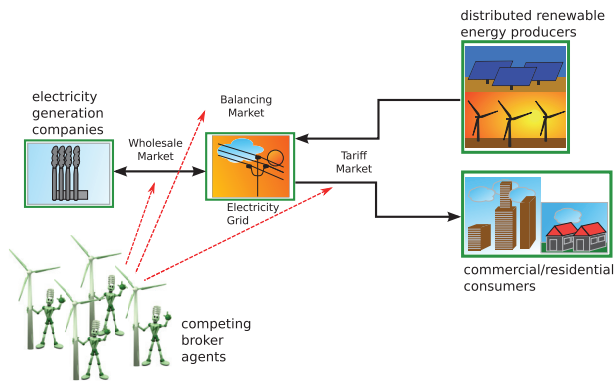 distributed renewable
energy producers
electricity
generation
companies
Balancing
Market
Wholesale
Market
Tariff
Market
Electricity
Grid
commercial/residential
consumers
competing
broker
agents